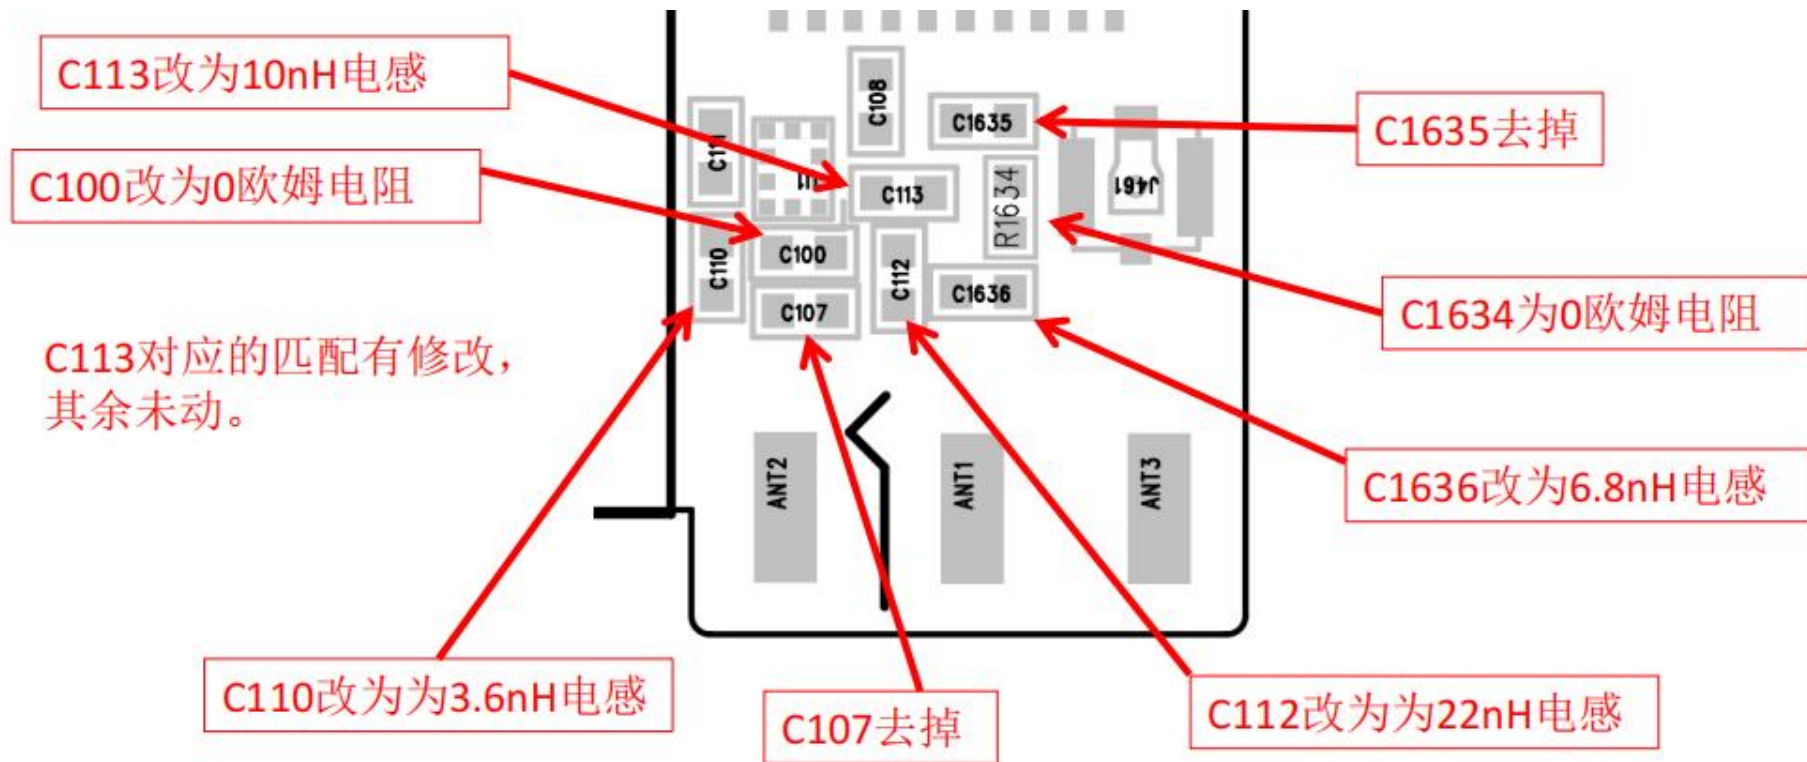 C113改为10nH电感
C108
C1635
C1635去掉
C111
U1
J461
C100改为0欧姆电阻
C113
R1634
C100
C110
C112
C1636
C107
C1634为0欧姆电阻
C113对应的匹配有修改，
其余未动。
ANT2
ANT1
ANT3
C1636改为6.8nH电感
C110改为为3.6nH电感
C107去掉
C112改为为22nH电感